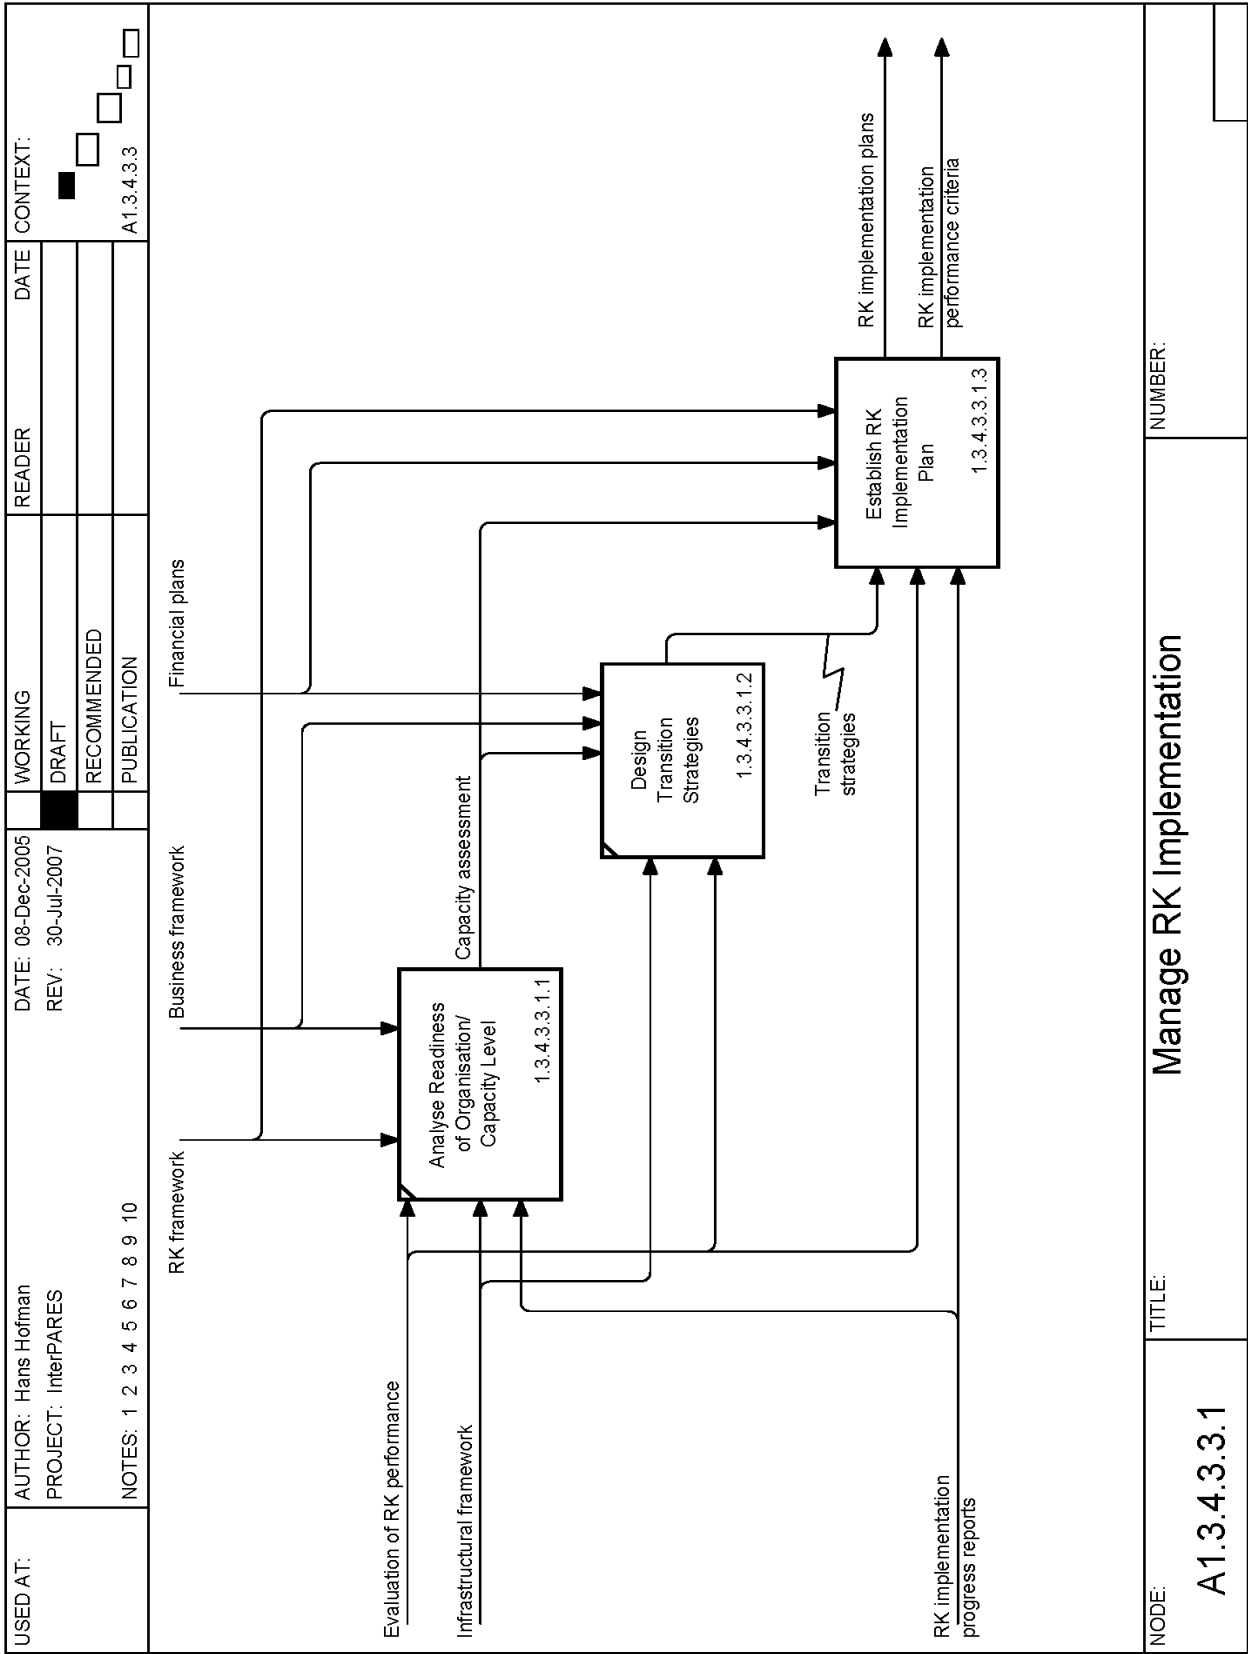 USED AT:
AUTHOR: Hans Hofman
PROJECT: InterPARES
NOTES: 1 2 3 4 5 6 7 8 9 10
DATE: 08-Dec-2005
REV: 30-Jul-2007
WORKING
DRAFT
RECOMMENDED
PUBLICATION
READER
DATE
CONTEXT:
A1.3.4.3.3
RK framework
Business framework
Financial plans
Evaluation of RK performance
Infrastructural framework
RK implementation
progress reports
Analyse Readiness
of Organisation/
Capacity Level
1.3.4.3.3.1.1
Capacity assessment
Design
Transition
Strategies
1.3.4.3.3.1.2
Transition
strategies
Establish RK
Implementation
Plan
1.3.4.3.3.1.3
RK implementation plans
RK implementation
performance criteria
NODE:
A1.3.4.3.3.1
TITLE:
Manage RK Implementation
NUMBER: